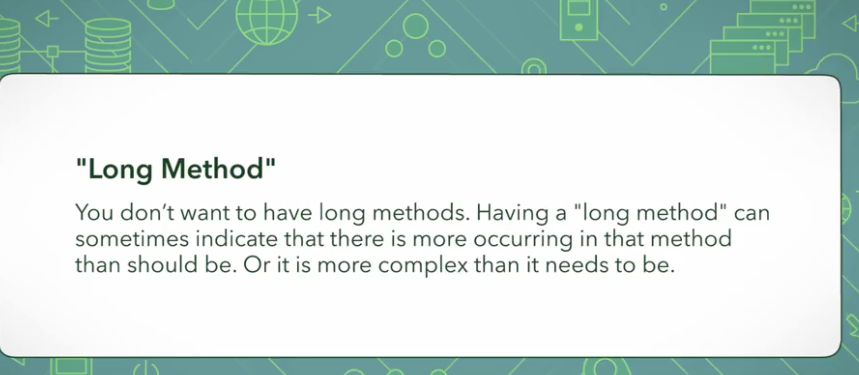 "Long Method"
You don’t want to have long methods. Having a "long method" can
sometimes indicate that there is more occurring in that method
than should be. Or it is more complex than it needs to be.